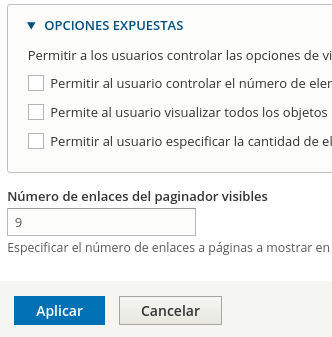 OPCIONES EXPUESTAS
Permitir a los usuarios controlar las opciones de vi
Permitir al usuario controlar el número de eler
Permite al usuario visualizar todos los objetos
Permitir al usuario especificar la cantidad de el
Número de enlaces del paginador visibles
9
Especificar el número de enlaces a páginas a mostrar en
Aplicar
Cancelar